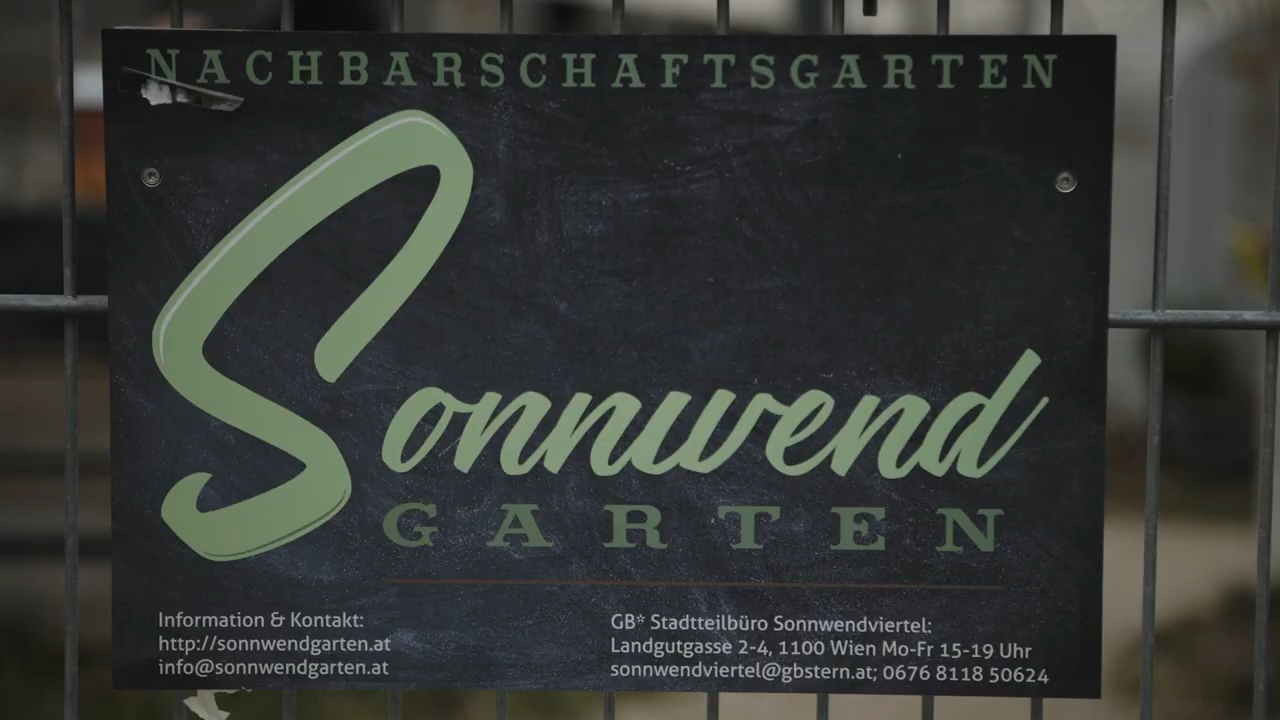 NACHBARSCHAFTSGARTEN
Sonnwend
GARTEN
Information & Kontakt:
http://sonnwendgarten.at
info@sonnwendgarten.at
GB* Stadtteilbüro Sonnwendviertel:
Landgutgasse 2-4, 1100 Wien Mo-Fr 15-19 Uhr
sonnwendviertel@gbstern.at; 0676 8118 50624